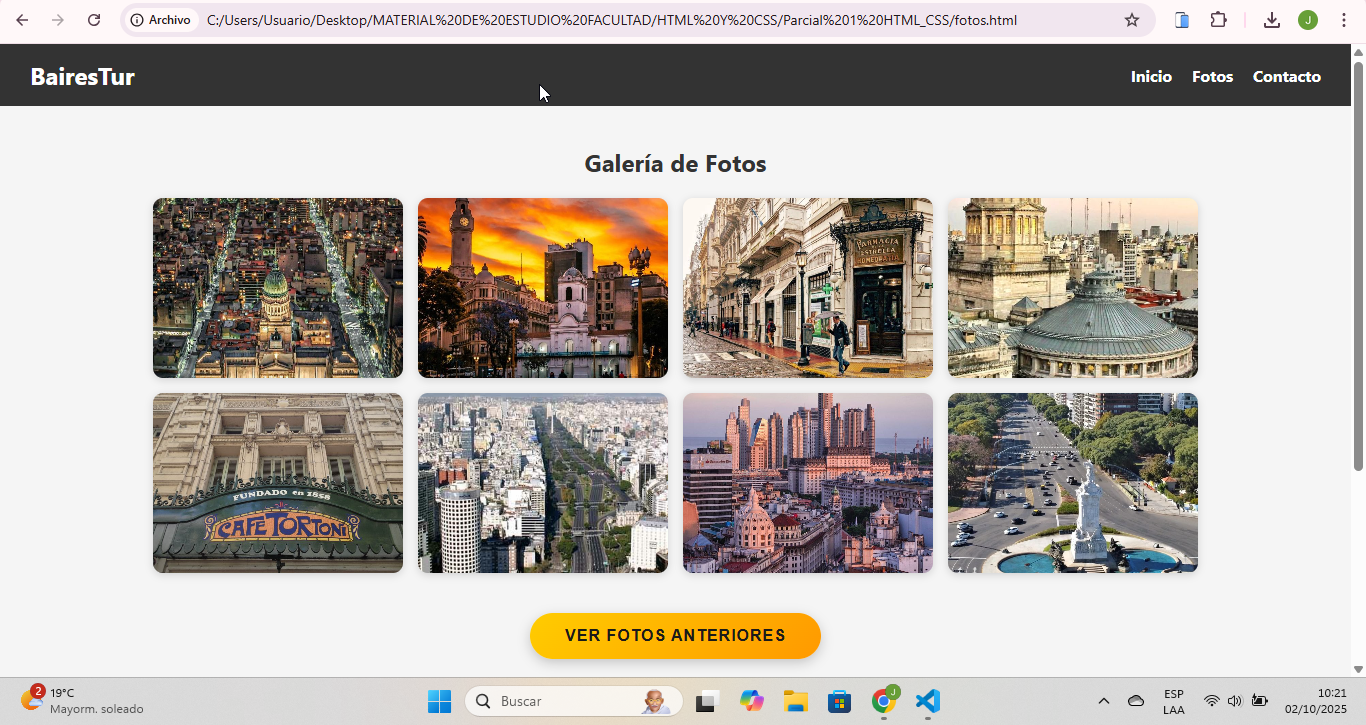 Archivo
C:/Users/Usuario/Desktop/MATERIAL%20DE%20ESTUDIO%20FACULTAD/HTML%20Y%20CSS/Parcial%201%20HTML_CSS/fotos.html
J
BairesTur
Inicio Fotos Contacto
Galería de Fotos
FARMACIA
LA ESTRELLA
HOMEOPATIA
FUNDADO en 1858
CAFE TORTONI
VER FOTOS ANTERIORES
2
19°C
Mayorm. soleado
Buscar
J
ESP
LAA
10:21
02/10/2025